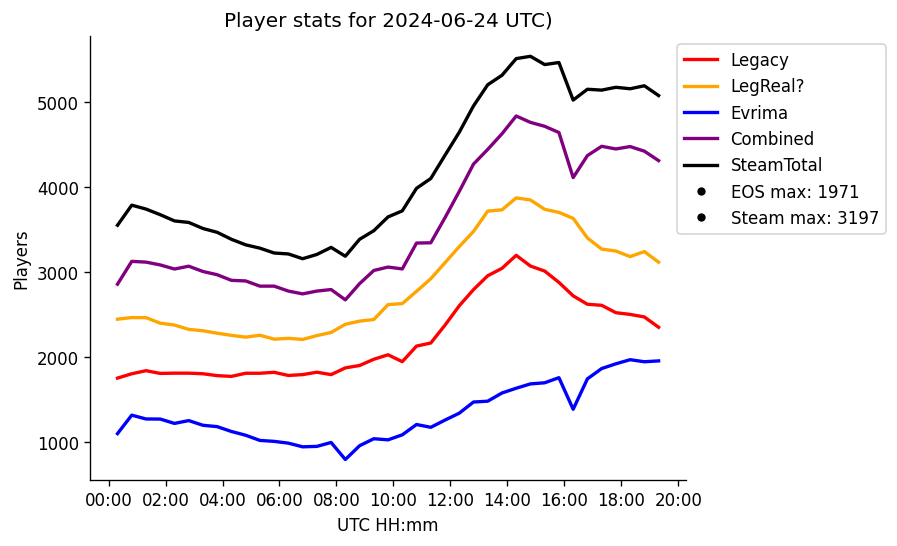 Player stats for 2024-06-24 UTC)
Legacy
LegReal?
Evrima
Combined
SteamTotal
EOS max: 1971
Steam max: 3197
Players
5000
4000
3000
2000
1000
00:00 02:00 04:00 06:00 08:00 10:00 12:00 14:00 16:00 18:00 20:00
UTC HH:mm